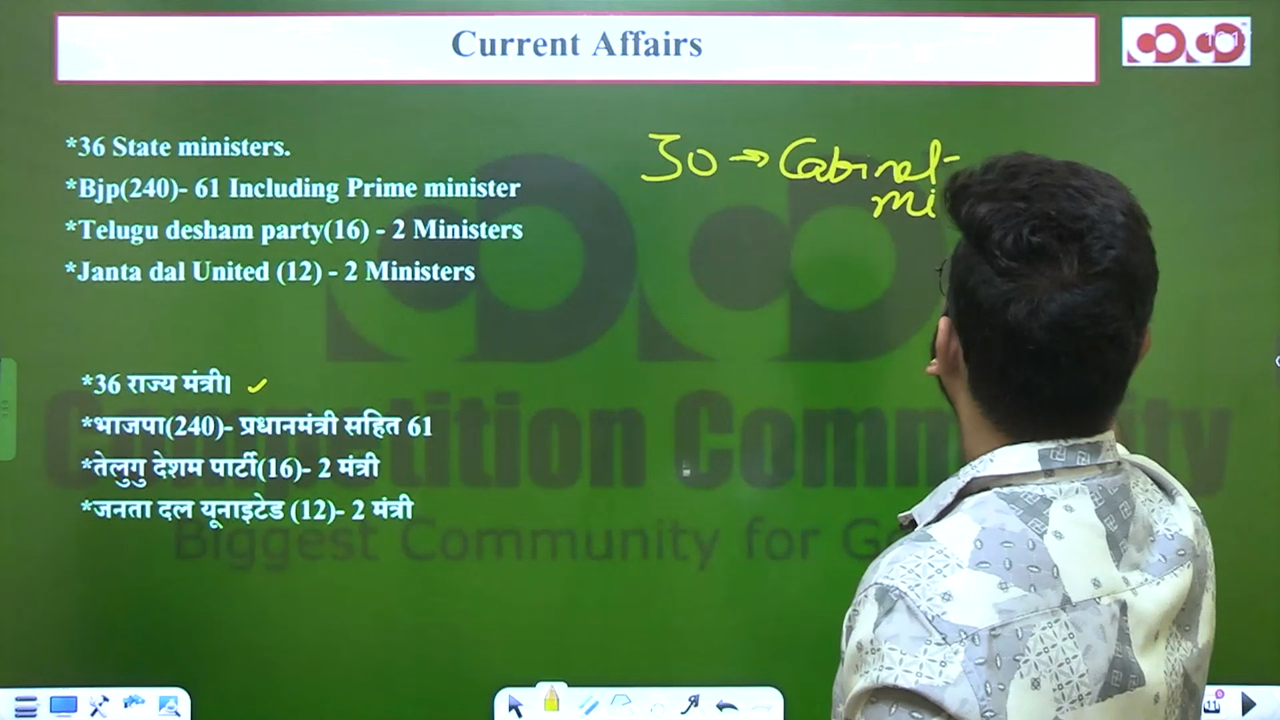 Current Affairs
*36 State ministers.
*Bjp(240)- 61 Including Prime minister
*Telugu desham party(16) - 2 Ministers
*Janta dal United (12) - 2 Ministers
30 → Cabinet
mi
*36 राज्य मंत्री।
*भाजपा(240)- प्रधानमंत्री सहित 61
*तेलुगु देशम पार्टी(16)- 2 मंत्री
*जनता दल यूनाइटेड (12)- 2 मंत्री
Biggest Community for